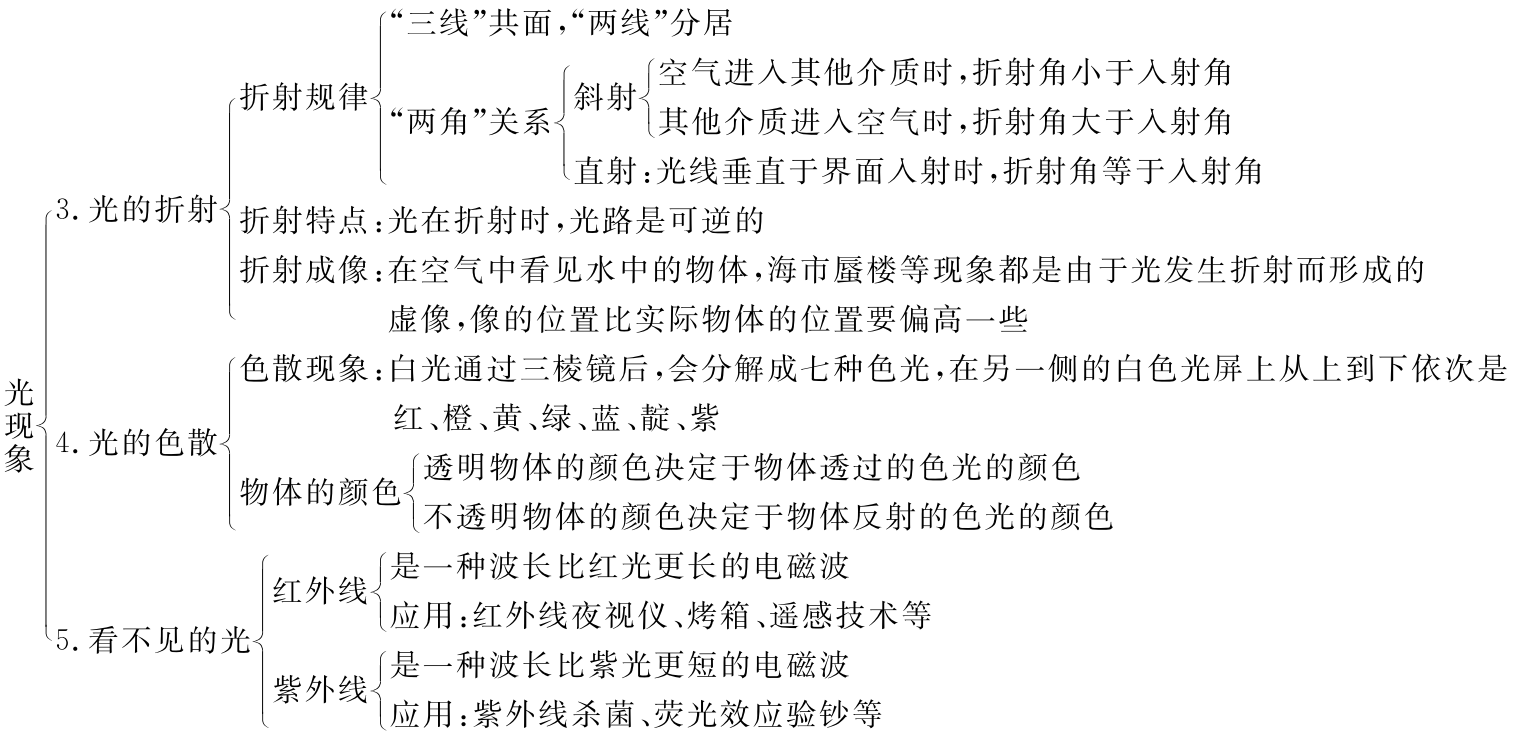 光现象
3.光的折射
折射规律
“三线”共面,“两线”分居
“两角”关系
斜射
空气进入其他介质时,折射角小于入射角
其他介质进入空气时,折射角大于入射角
直射:光线垂直于界面入射时,折射角等于入射角
折射特点:光在折射时,光路是可逆的
折射成像:在空气中看见水中的物体,海市蜃楼等现象都是由于光发生折射而形成的
虚像,像的位置比实际物体的位置要偏高一些
4.光的色散
色散现象:白光通过三棱镜后,会分解成七种色光,在另一侧的白色光屏上从上到下依次是
红、橙、黄、绿、蓝、靛、紫
物体的颜色
透明物体的颜色决定于物体透过的色光的颜色
不透明物体的颜色决定于物体反射的色光的颜色
5.看不见的光
红外线
是一种波长比红光更长的电磁波
应用:红外线夜视仪、烤箱、遥感技术等
紫外线
是一种波长比紫光更短的电磁波
应用:紫外线杀菌、荧光效应验钞等